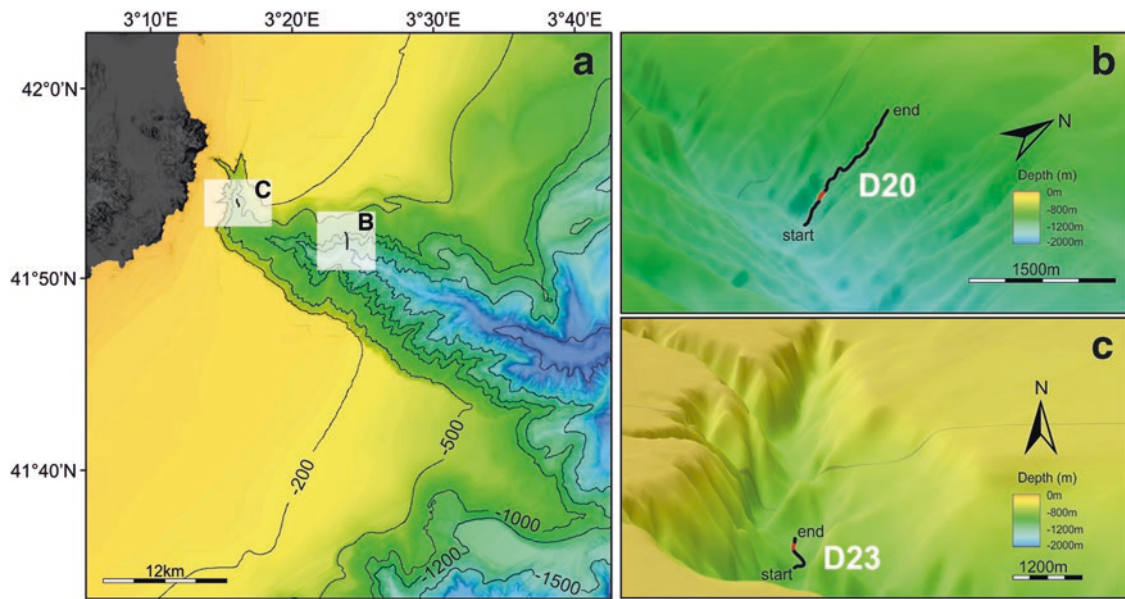 3°10'E 3°20'E 3°30'E 3°40'E
a
42°0'N
C
B
41°50'N
41°40'N
-200
-500
-1000
-1200
-1500
12km
b
end
N
D20
Depth (m)
0m
-800m
-1200m
-2000m
start
1500m
c
N
Depth (m)
0m
-800m
-1200m
-2000m
end
D23
start
1200m